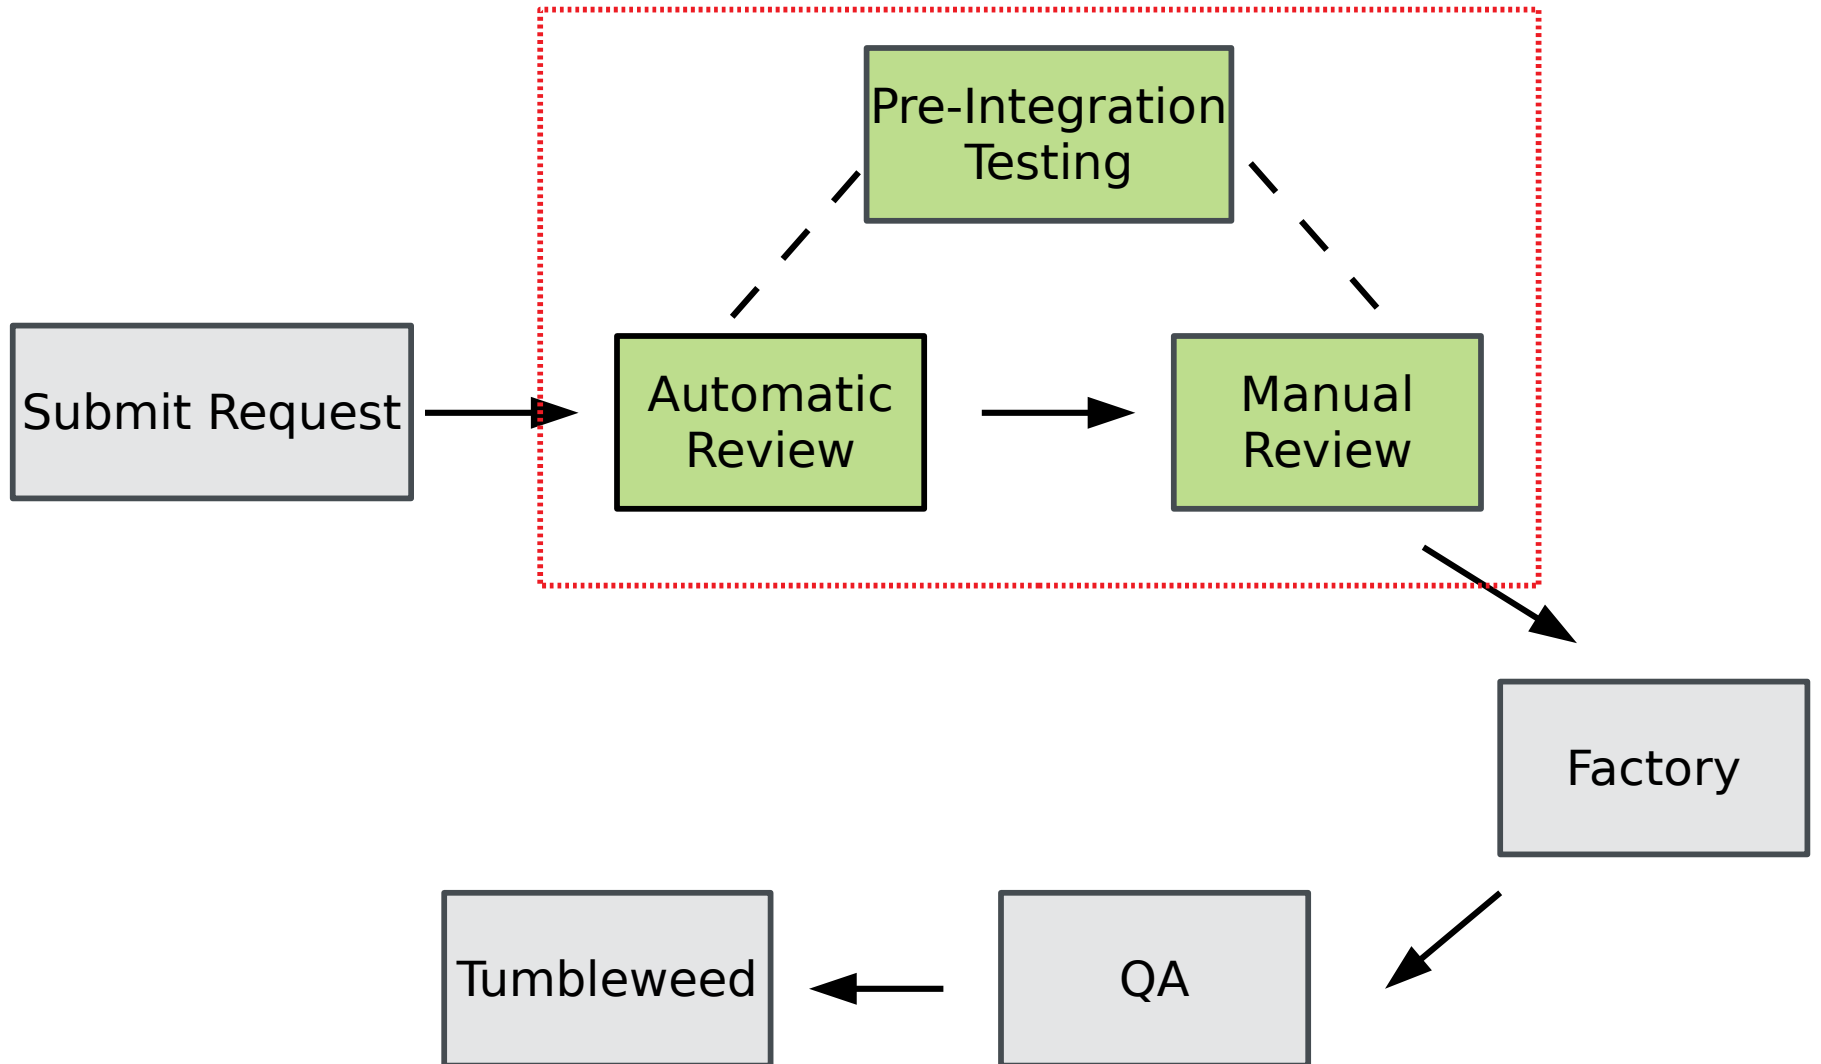 Pre-Integration
Testing
Submit Request
Automatic
Review
Manual
Review
Factory
Tumbleweed
QA